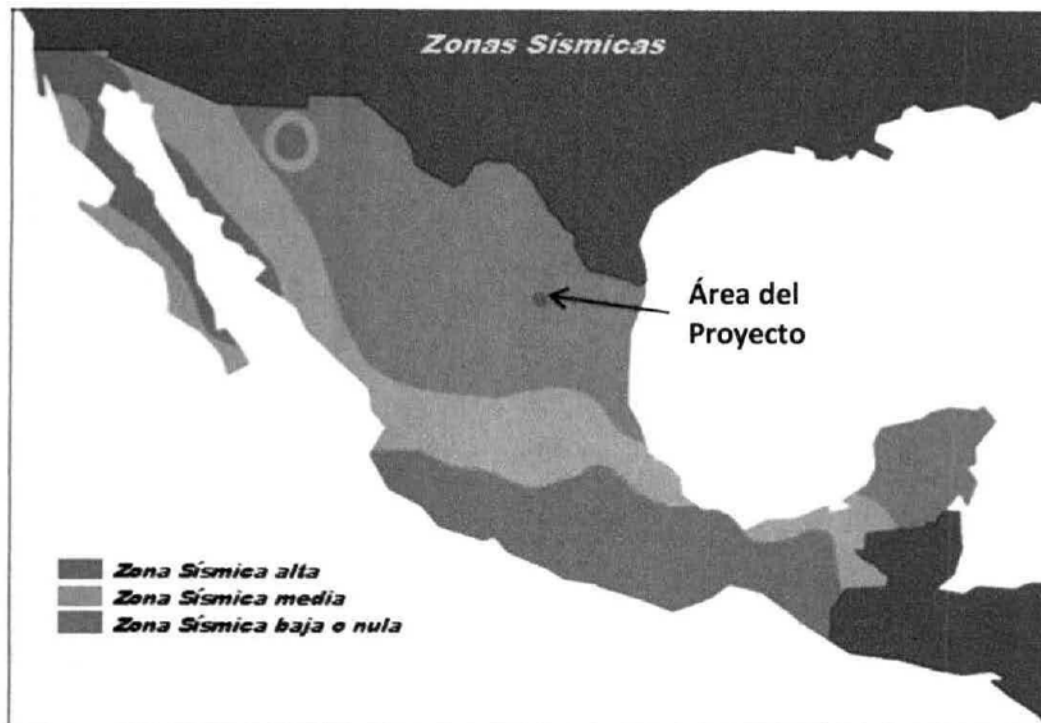 Zonas Sísmicas
Área del
Proyecto
Zona Sísmica alta
Zona Sísmica media
Zona Sísmica baja o nula